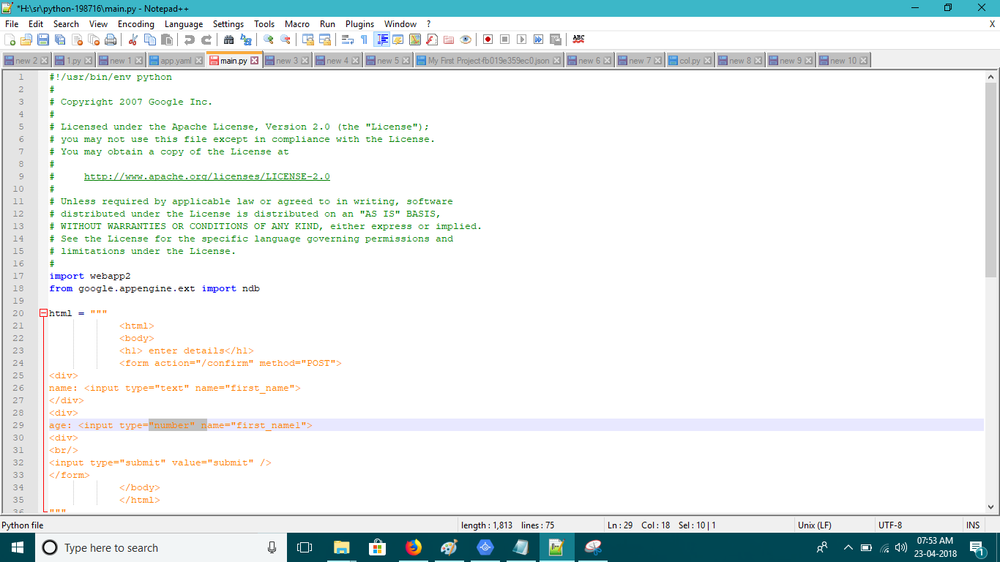 *H:\sr\python-198716\main.py - Notepad++
File Edit Search View Encoding Language Settings Tools Macro Run Plugins Window ? X
ABC
new 2 1.py new 1 app.yaml main.py new 3 new 4 new 5 My First Project-fb019e359ec0.json new 6 new 7 col.py new 8 new 9 new 10
1 #!/usr/bin/env python
2 #
3 # Copyright 2007 Google Inc.
4 #
5 # Licensed under the Apache License, Version 2.0 (the "License");
6 # you may not use this file except in compliance with the License.
7 # You may obtain a copy of the License at
8 #
9 #     http://www.apache.org/licenses/LICENSE-2.0
10 #
11 # Unless required by applicable law or agreed to in writing, software
12 # distributed under the License is distributed on an "AS IS" BASIS,
13 # WITHOUT WARRANTIES OR CONDITIONS OF ANY KIND, either express or implied.
14 # See the License for the specific language governing permissions and
15 # limitations under the License.
16 #
17 import webapp2
18 from google.appengine.ext import ndb
19
20 html = """
21 <html>
22 <body>
23 <h1> enter details</h1>
24 <form action="/confirm" method="POST">
25 <div>
26 name: <input type="text" name="first_name">
27 </div>
28 <div>
29 age: <input type="number" name="first_name1">
30 <div>
31 <br/>
32 <input type="submit" value="submit" />
33 </form>
34 </body>
35 </html>
36 """
Python file length : 1,813 lines : 75 Ln : 29 Col : 18 Sel : 10 | 1 Unix (LF) UTF-8 INS
Type here to search
07:53 AM
23-04-2018
1